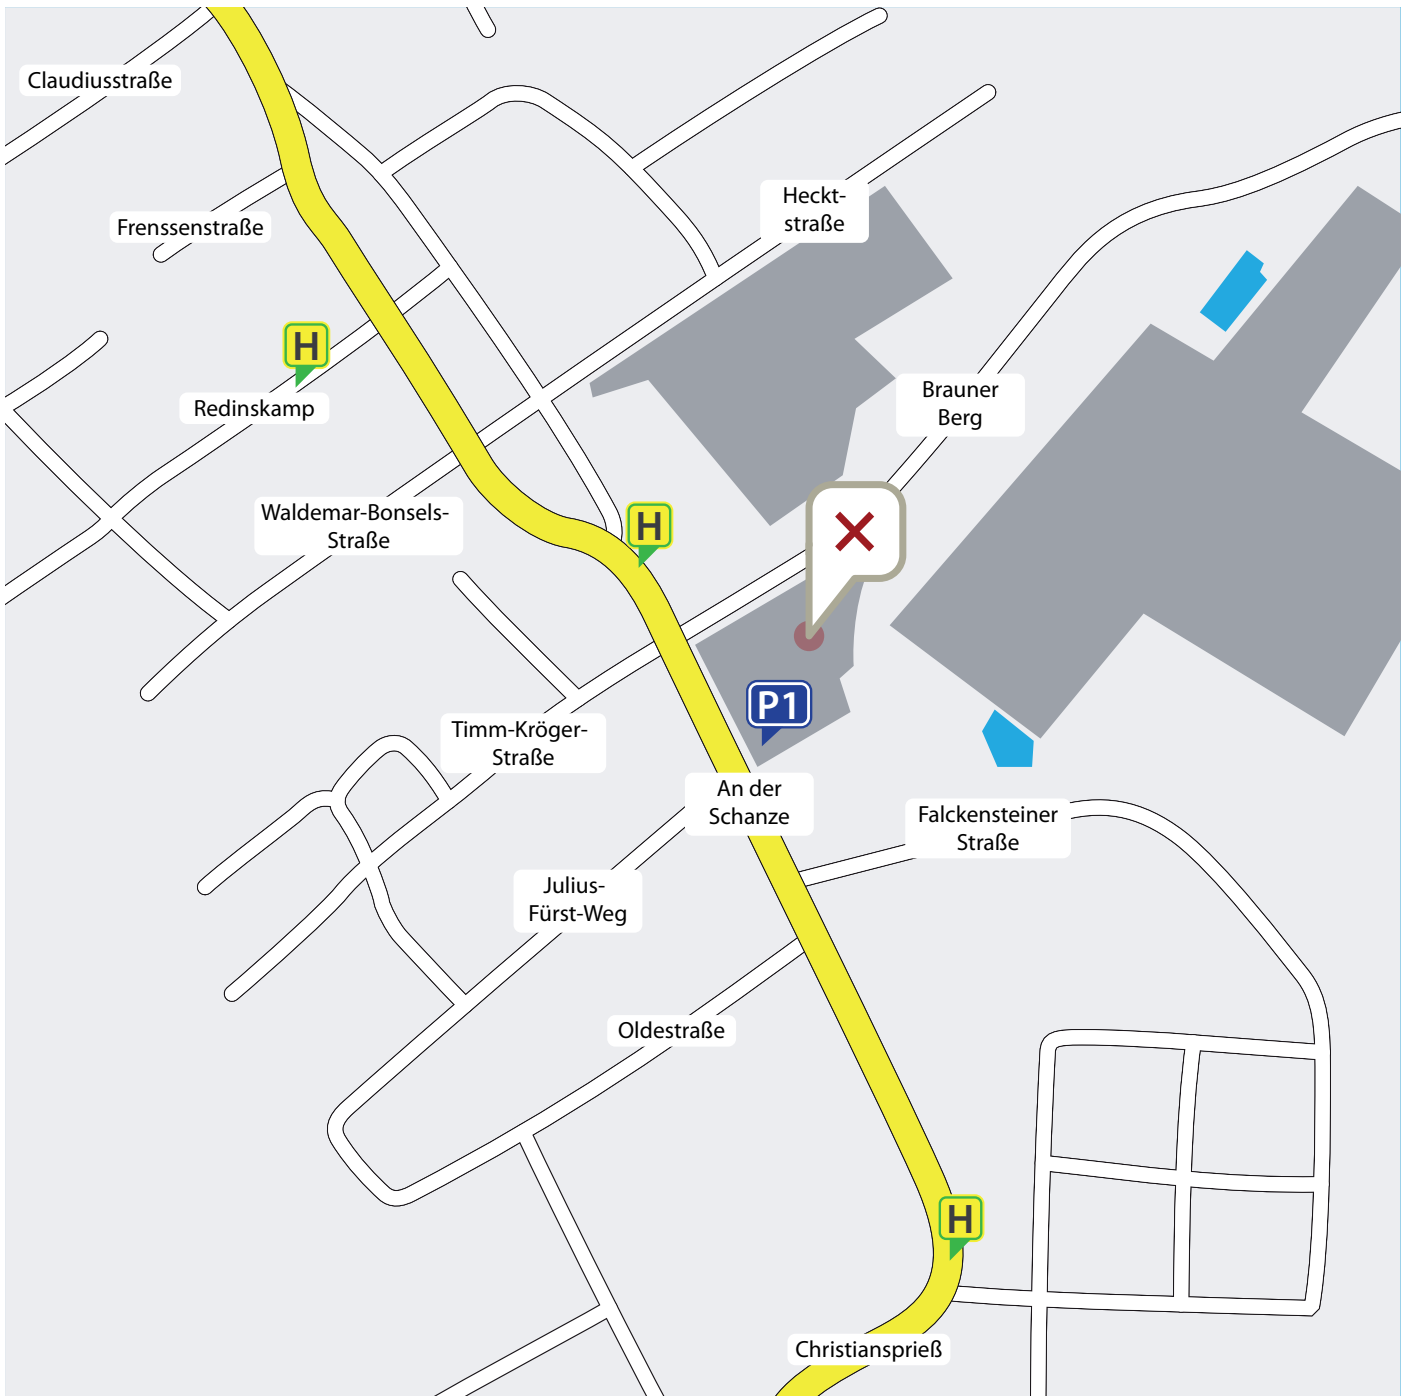 Claudiusstraße
Heckt-
straße
Frenssenstraße
H
Brauner
Berg
Redinskamp
Waldemar-Bonsels-
Straße
H
P1
Timm-Kröger-
Straße
An der
Schanze
Falckensteiner
Straße
Julius-
Fürst-Weg
Oldestraße
H
Christiansprieß